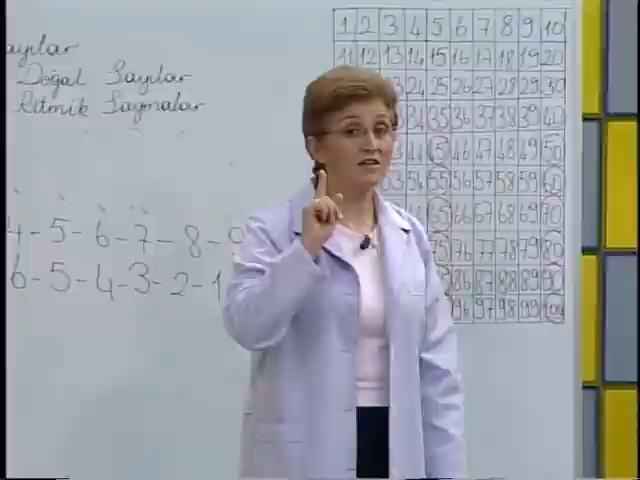 Doğal Sayılar
Ritmik Saymalar
4-5-6-7-8-9
6-5-4-3-2-1
1 2 3 4 5 6 7 8 9 10
11 12 13 14 15 16 17 18 19 20
24 25 26 27 28 29 30
34 35 36 37 38 39 40
44 45 46 47 48 49 50
54 55 56 57 58 59 60
65 66 67 68 69 70
75 76 77 78 79 80
86 87 88 89 90
96 97 98 99 100